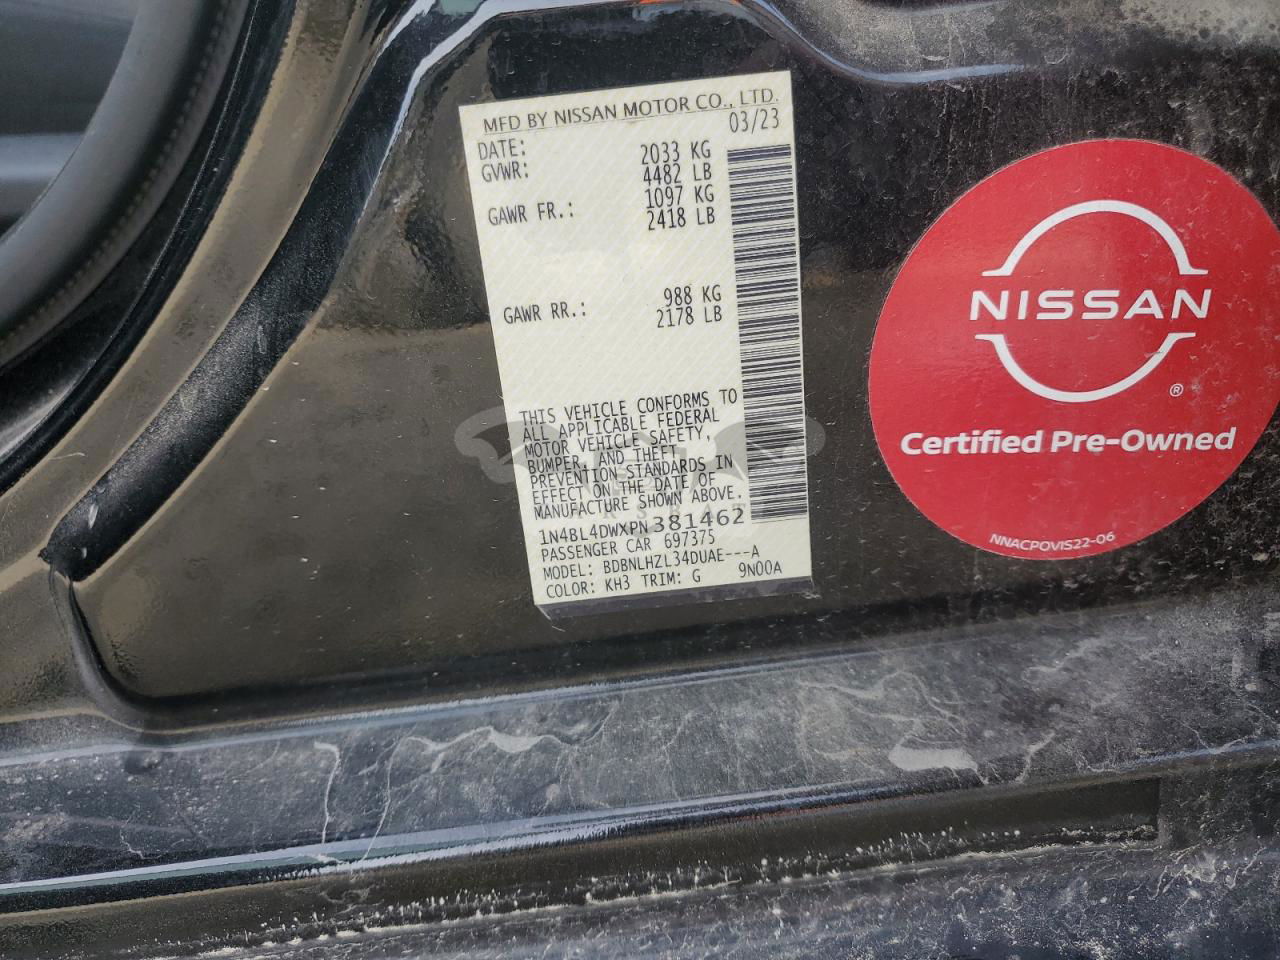 MFD BY NISSAN MOTOR CO., LTD.
DATE: 03/23
GVWR: 2033 KG
4482 LB
GAWR FR.: 1097 KG
2418 LB
GAWR RR.: 988 KG
2178 LB
THIS VEHICLE CONFORMS TO
ALL APPLICABLE FEDERAL
MOTOR VEHICLE SAFETY,
BUMPER, AND THEFT
PREVENTION STANDARDS IN
EFFECT ON THE DATE OF
MANUFACTURE SHOWN ABOVE.
1N4BL4DWXPN381462
PASSENGER CAR 697375
MODEL: BDBNLHZL34DUAE---A
COLOR: KH3 TRIM: G 9N00A
NISSAN
®
Certified Pre-Owned
NNACPOVIS22-06